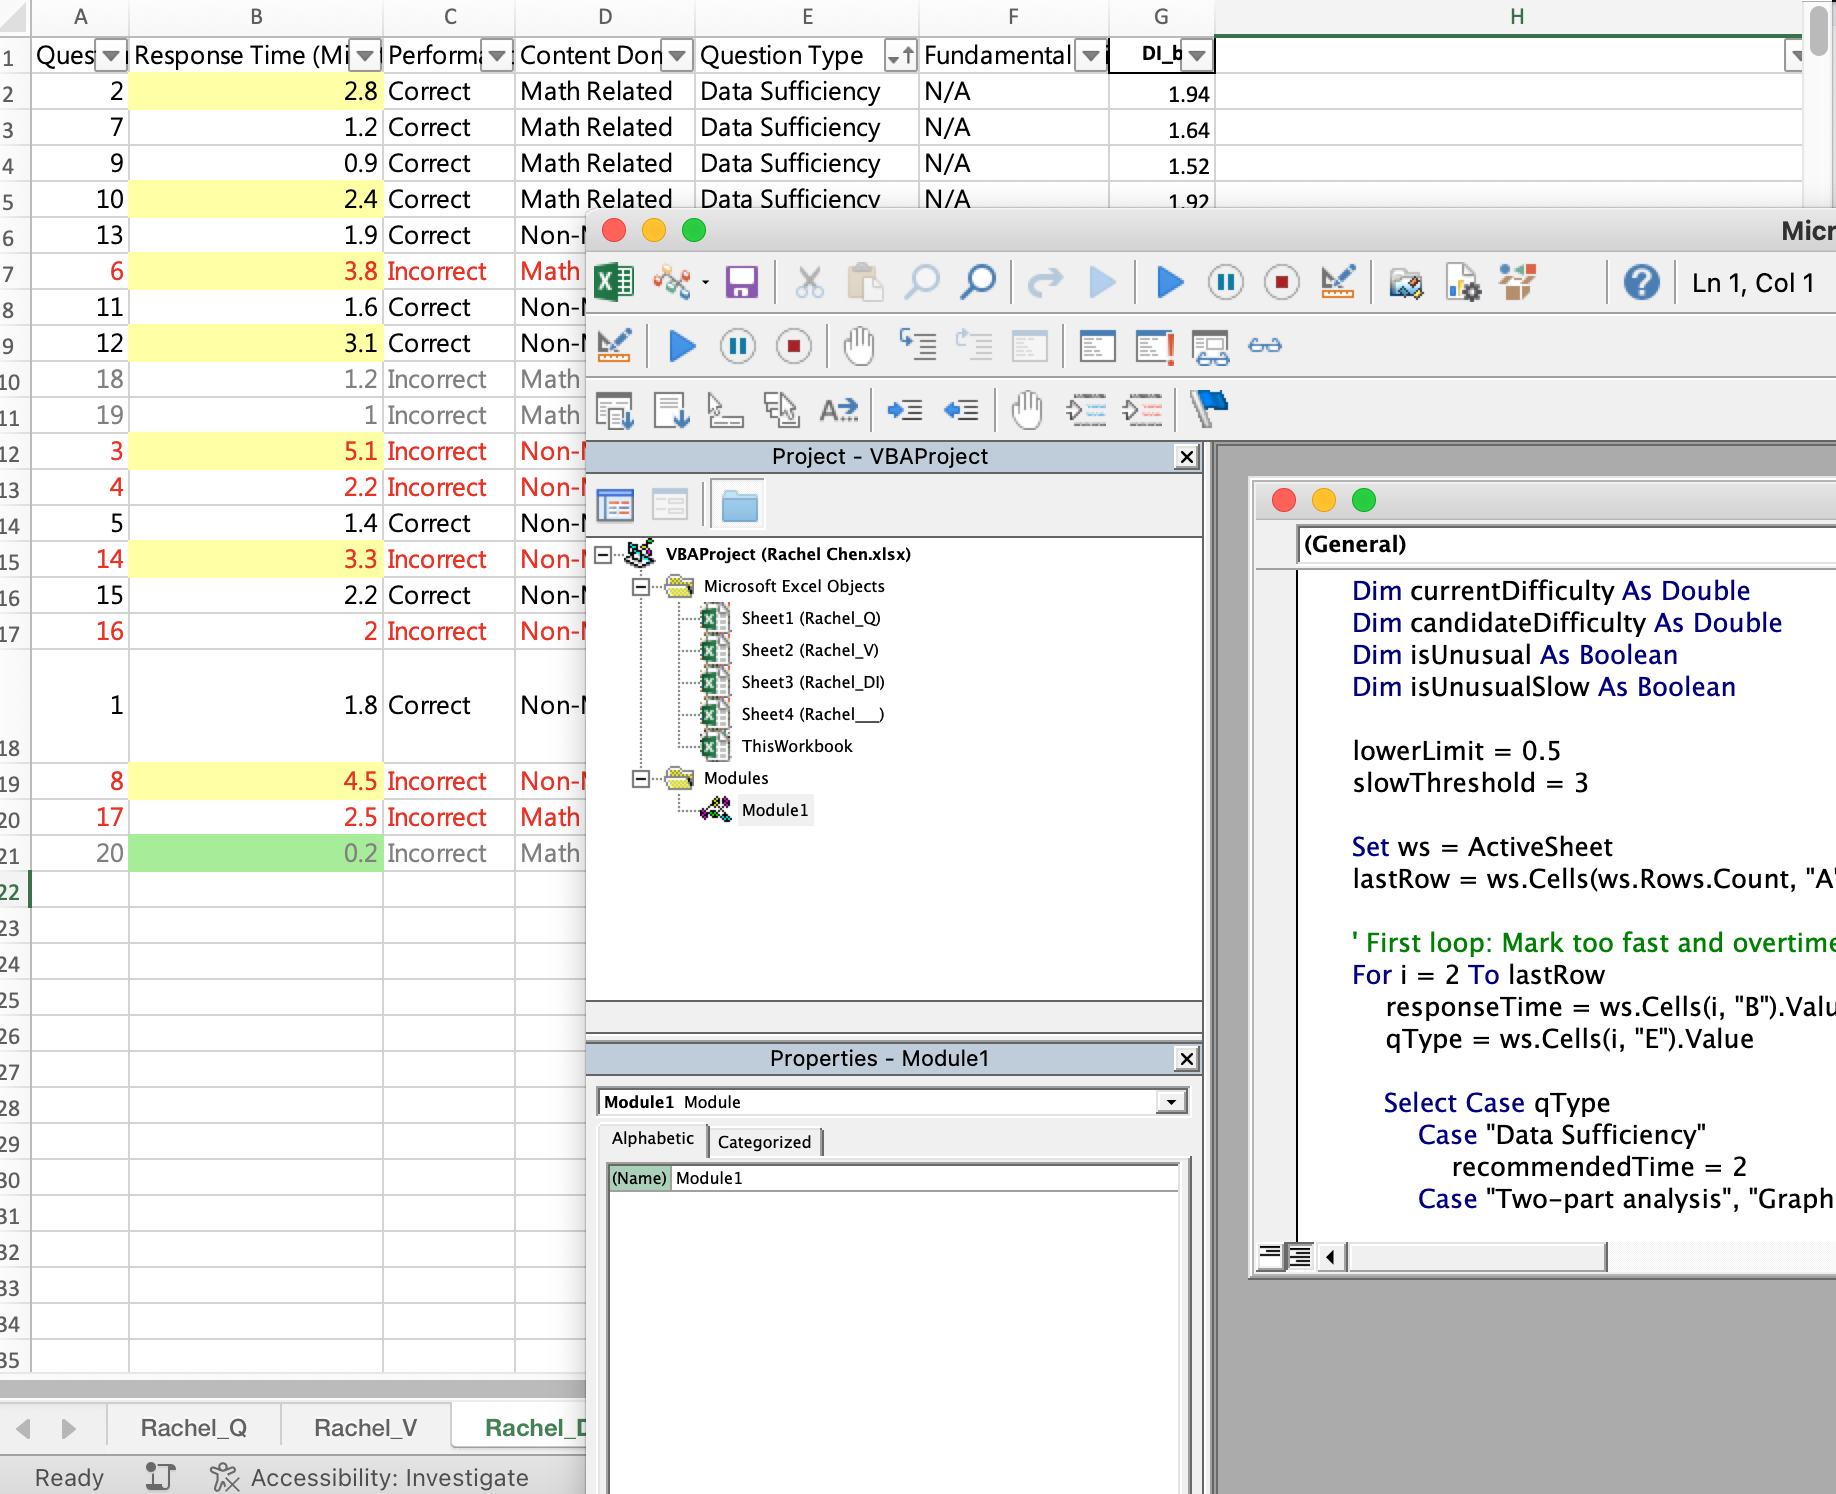 A B C D E F G H
1 Ques Response Time (Mi Performa Content Don Question Type Fundamental DI_b
2 2 2.8 Correct Math Related Data Sufficiency N/A 1.94
3 7 1.2 Correct Math Related Data Sufficiency N/A 1.64
4 9 0.9 Correct Math Related Data Sufficiency N/A 1.52
5 10 2.4 Correct Math Related Data Sufficiency N/A 1.92
6 13 1.9 Correct Non-
7 6 3.8 Incorrect Math
8 11 1.6 Correct Non-
9 12 3.1 Correct Non-
10 18 1.2 Incorrect Math
11 19 1 Incorrect Math
12 3 5.1 Incorrect Non-
13 4 2.2 Incorrect Non-
14 5 1.4 Correct Non-
15 14 3.3 Incorrect Non-
16 15 2.2 Correct Non-
17 16 2 Incorrect Non-
18 1 1.8 Correct Non-
19 8 4.5 Incorrect Non-
20 17 2.5 Incorrect Math
21 20 0.2 Incorrect Math
22
23
24
25
26
27
28
29
30
31
32
33
34
35
Rachel_Q Rachel_V Rachel_D
Ready Accessibility: Investigate
Micr
Ln 1, Col 1
Project - VBAProject
VBAProject (Rachel Chen.xlsx)
Microsoft Excel Objects
Sheet1 (Rachel_Q)
Sheet2 (Rachel_V)
Sheet3 (Rachel_DI)
Sheet4 (Rachel___)
ThisWorkbook
Modules
Module1
Properties - Module1
Module1 Module
Alphabetic Categorized
(Name) Module1
(General)
Dim currentDifficulty As Double
Dim candidateDifficulty As Double
Dim isUnusual As Boolean
Dim isUnusualSlow As Boolean
lowerLimit = 0.5
slowThreshold = 3
Set ws = ActiveSheet
lastRow = ws.Cells(ws.Rows.Count, "A"
' First loop: Mark too fast and overtime
For i = 2 To lastRow
responseTime = ws.Cells(i, "B").Valu
qType = ws.Cells(i, "E").Value
Select Case qType
Case "Data Sufficiency"
recommendedTime = 2
Case "Two-part analysis", "Graph